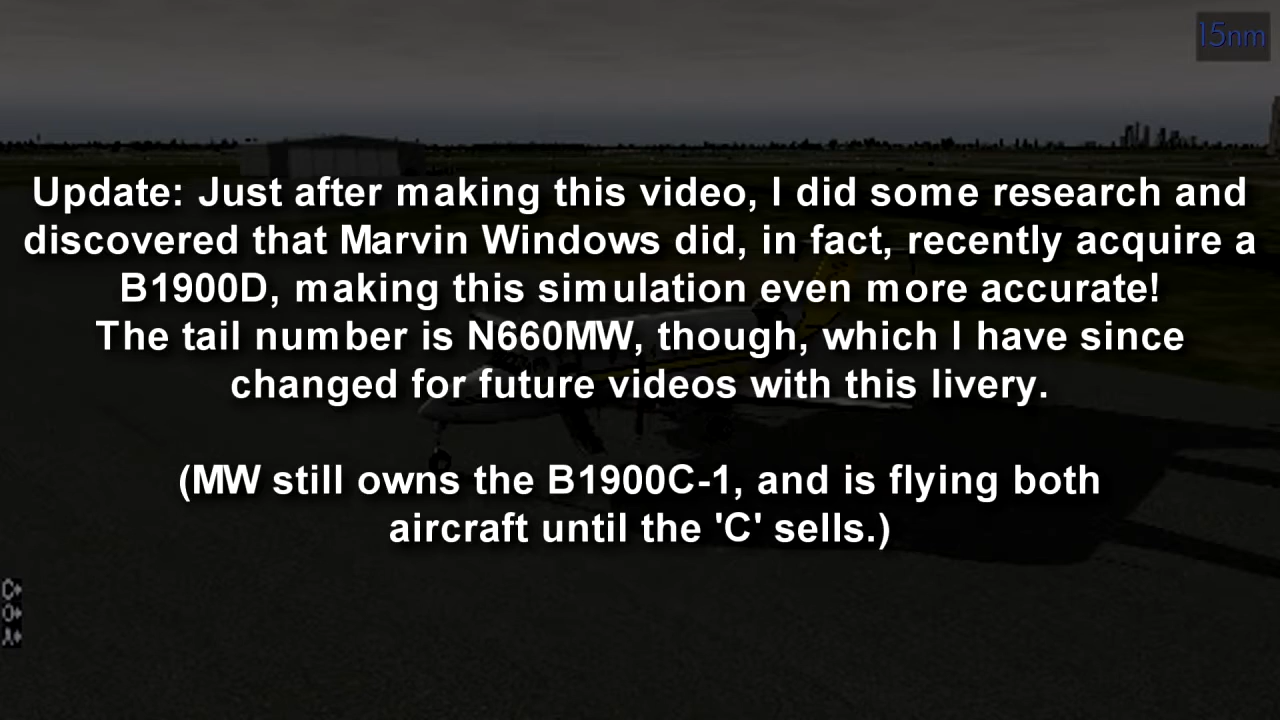 15nm
Update: Just after making this video, I did some research and
discovered that Marvin Windows did, in fact, recently acquire a
B1900D, making this simulation even more accurate!
The tail number is N660MW, though, which I have since
changed for future videos with this livery.
(MW still owns the B1900C-1, and is flying both
aircraft until the 'C' sells.)
C+
O+
A+